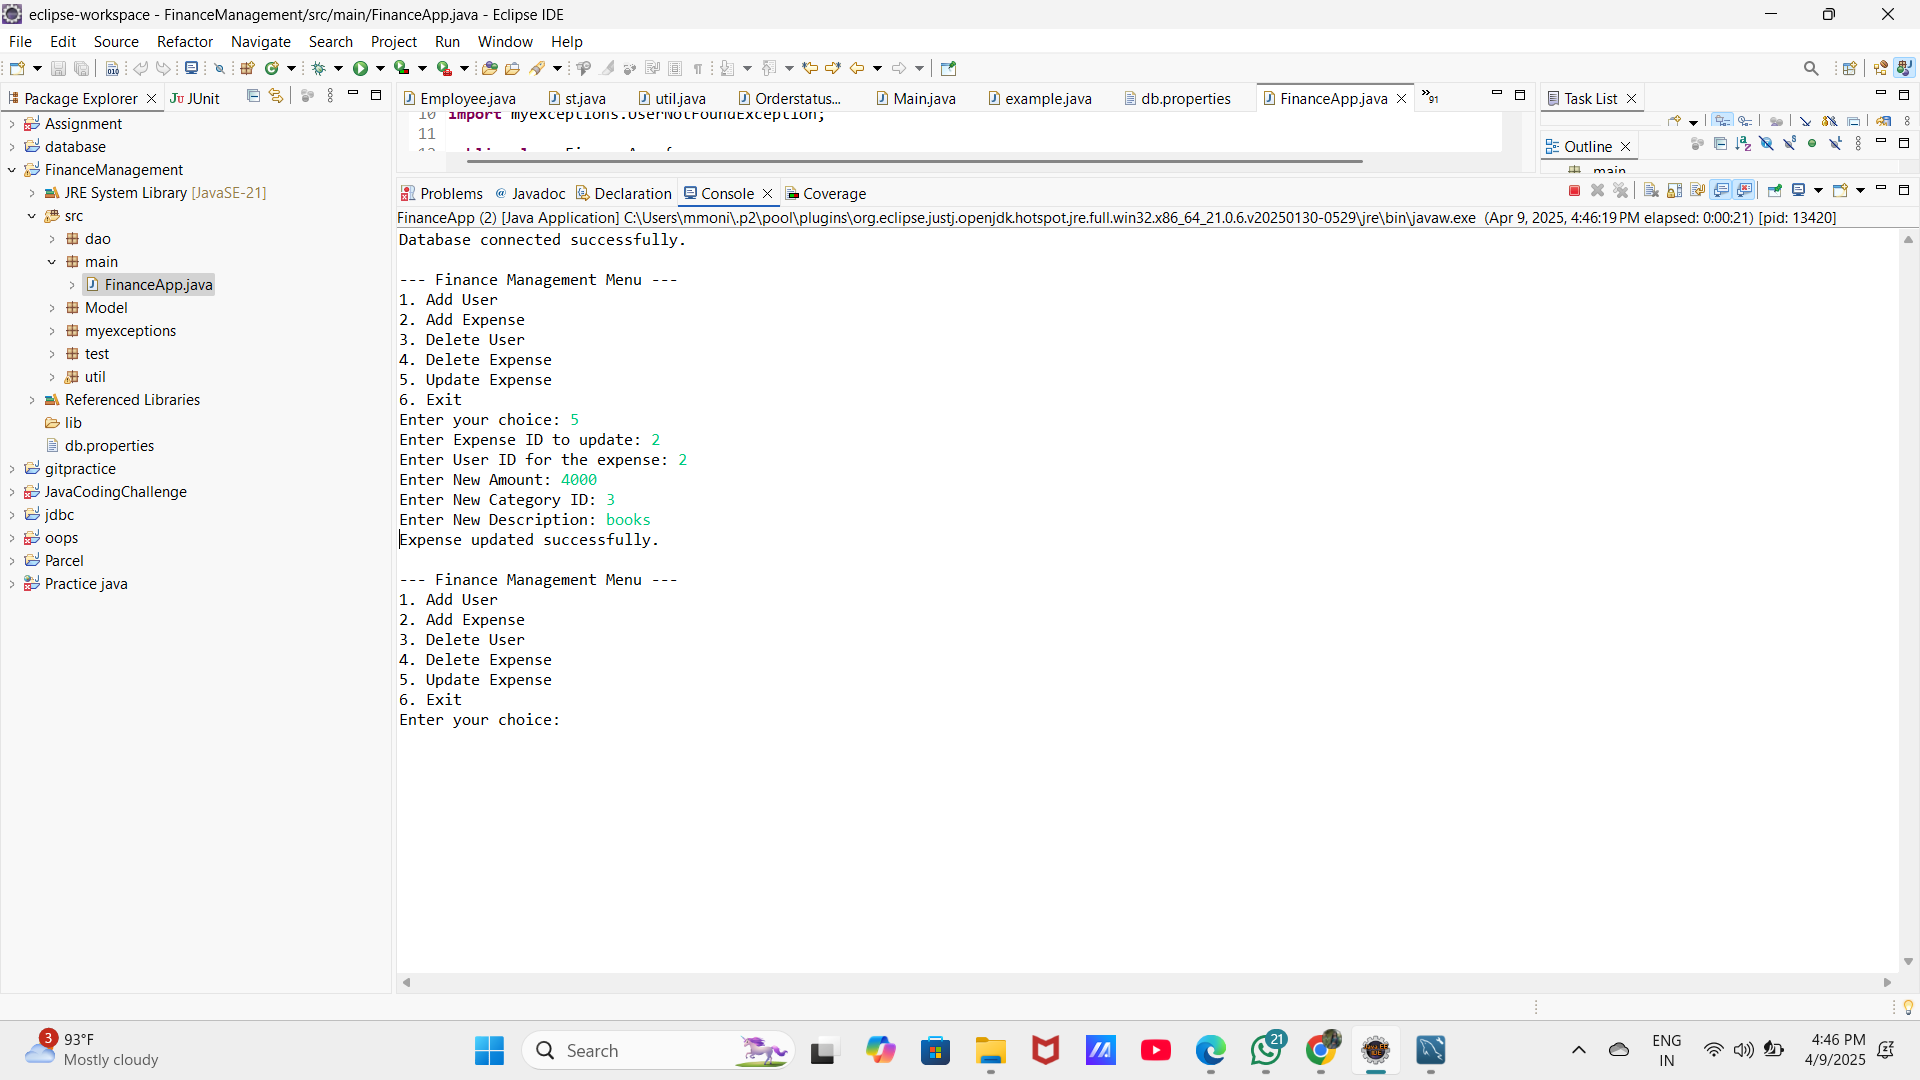 eclipse-workspace - FinanceManagement/src/main/FinanceApp.java - Eclipse IDE
File Edit Source Refactor Navigate Search Project Run Window Help
Package Explorer JUnit
Employee.java st.java util.java Orderstatus... Main.java example.java db.properties FinanceApp.java 91
Task List
Assignment
database
FinanceManagement
JRE System Library [JavaSE-21]
src
dao
main
FinanceApp.java
Model
myexceptions
test
util
Referenced Libraries
lib
db.properties
gitpractice
JavaCodingChallenge
jdbc
oops
Parcel
Practice java
10 import myexceptions.UserNotFoundException;
11
Outline
main
Problems Javadoc Declaration Console Coverage
FinanceApp (2) [Java Application] C:\Users\mmoni\.p2\pool\plugins\org.eclipse.justj.openjdk.hotspot.jre.full.win32.x86_64_21.0.6.v20250130-0529\jre\bin\javaw.exe (Apr 9, 2025, 4:46:19 PM elapsed: 0:00:21) [pid: 13420]
Database connected successfully.
--- Finance Management Menu ---
1. Add User
2. Add Expense
3. Delete User
4. Delete Expense
5. Update Expense
6. Exit
Enter your choice: 5
Enter Expense ID to update: 2
Enter User ID for the expense: 2
Enter New Amount: 4000
Enter New Category ID: 3
Enter New Description: books
Expense updated successfully.
--- Finance Management Menu ---
1. Add User
2. Add Expense
3. Delete User
4. Delete Expense
5. Update Expense
6. Exit
Enter your choice:
3
93°F
Mostly cloudy
Search
21
ENG
IN
4:46 PM
4/9/2025